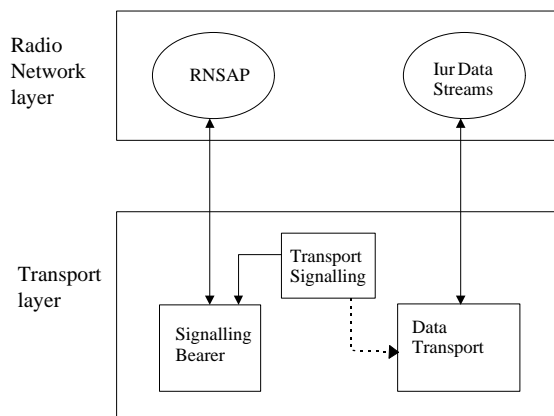 Radio
Network
layer
RNSAP
Iur Data
Streams
Transport
layer
Transport
Signalling
Signalling
Bearer
Data
Transport